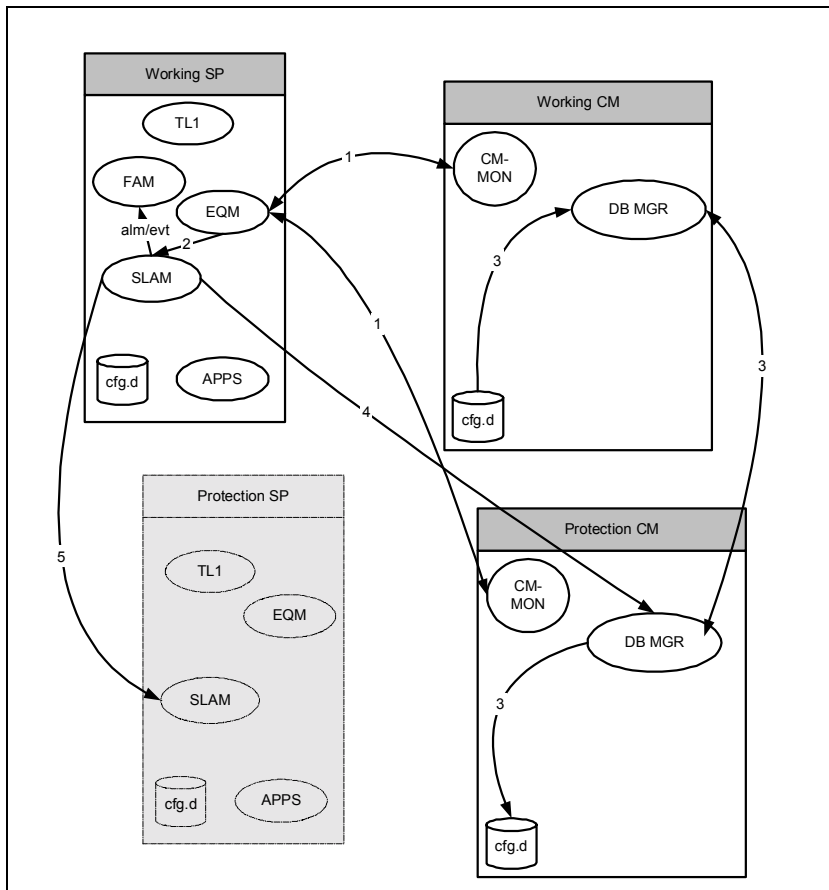 Working SP
TL1
FAM
EQM
alm/evt
2
SLAM
cfg.d
APPS
1
Working CM
CM-
MON
DB MGR
3
cfg.d
1
3
4
5
Protection SP
TL1
EQM
SLAM
cfg.d
APPS
Protection CM
CM-
MON
DB MGR
3
cfg.d